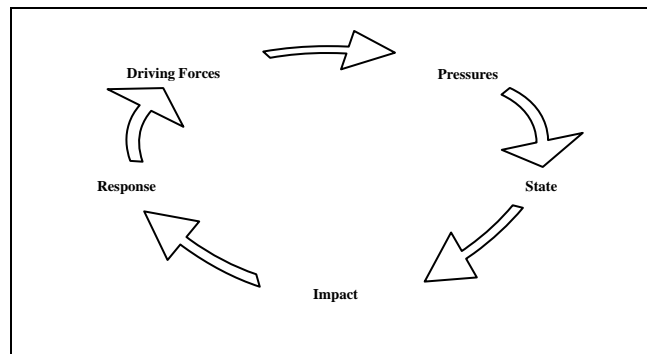 Driving Forces
Pressures
State
Impact
Response